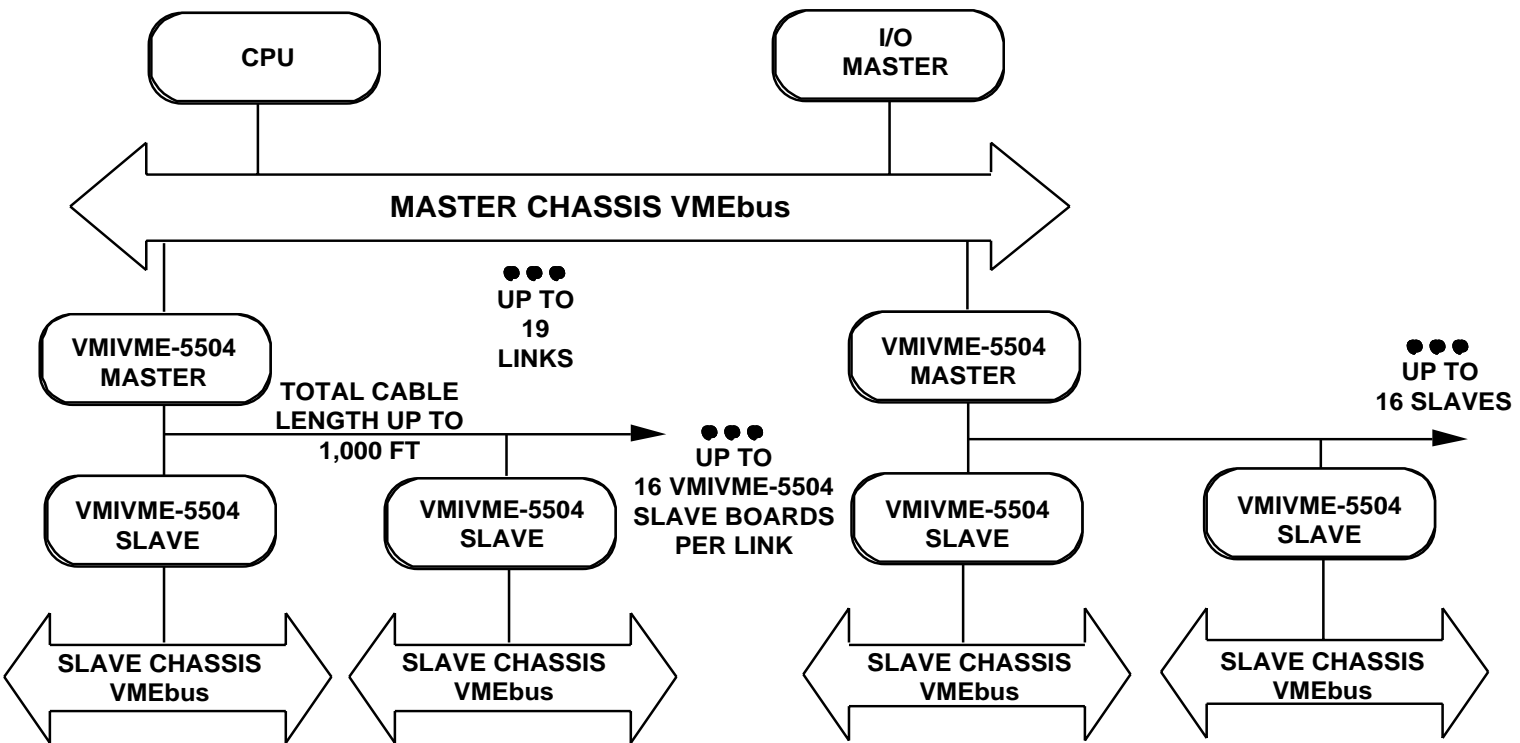 CPU
I/O
MASTER
MASTER CHASSIS VMEbus
UP TO
19
LINKS
VMIVME-5504
MASTER
VMIVME-5504
MASTER
UP TO
16 SLAVES
TOTAL CABLE
LENGTH UP TO
1,000 FT
UP TO
16 VMIVME-5504
SLAVE BOARDS
PER LINK
VMIVME-5504
SLAVE
VMIVME-5504
SLAVE
VMIVME-5504
SLAVE
VMIVME-5504
SLAVE
SLAVE CHASSIS
VMEbus
SLAVE CHASSIS
VMEbus
SLAVE CHASSIS
VMEbus
SLAVE CHASSIS
VMEbus